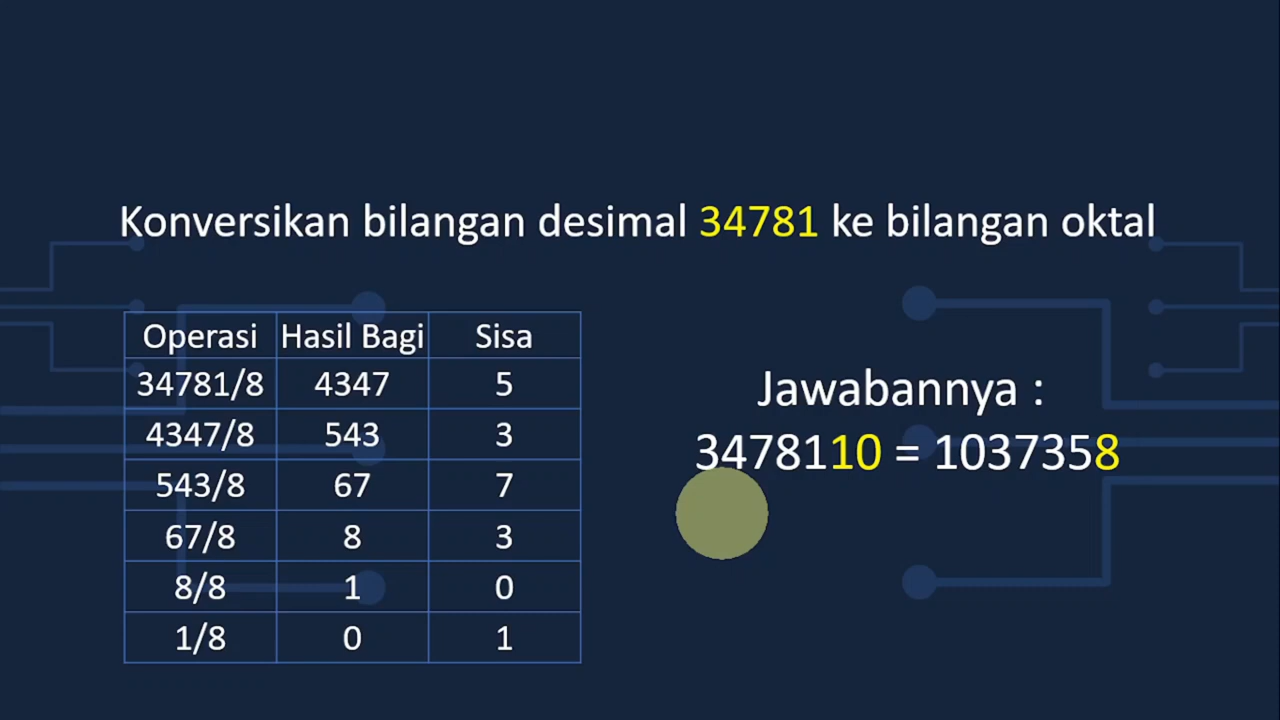 Konversikan bilangan desimal 34781 ke bilangan oktal
Operasi Hasil Bagi Sisa
34781/8 4347 5
4347/8 543 3
543/8 67 7
67/8 8 3
8/8 1 0
1/8 0 1
Jawabannya :
3478110 = 1037358